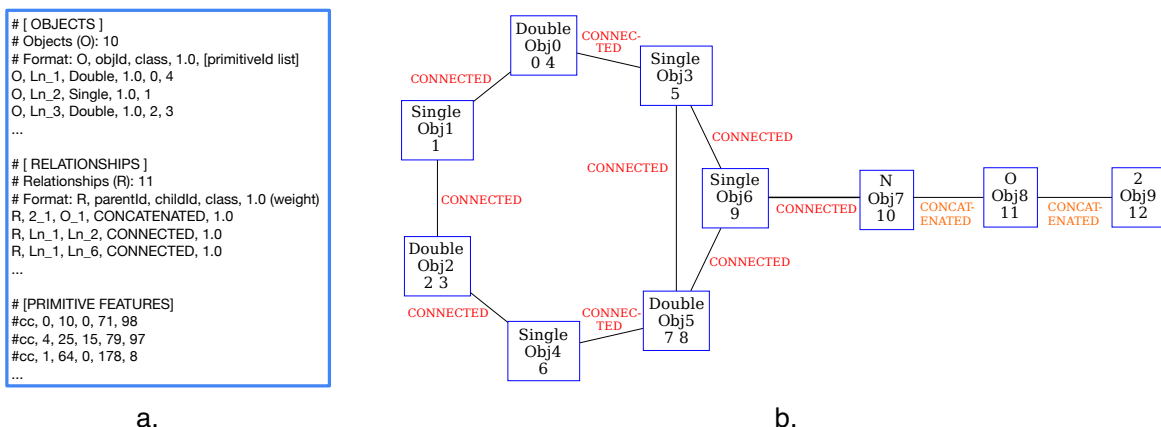 # [ OBJECTS ]
# Objects (O): 10
# Format: O, objId, class, 1.0, [primitiveId list]
O, Ln_1, Double, 1.0, 0, 4
O, Ln_2, Single, 1.0, 1
O, Ln_3, Double, 1.0, 2, 3
...
# [ RELATIONSHIPS ]
# Relationships (R): 11
# Format: R, parentId, childId, class, 1.0 (weight)
R, 2_1, O_1, CONCATENATED, 1.0
R, Ln_1, Ln_2, CONNECTED, 1.0
R, Ln_1, Ln_6, CONNECTED, 1.0
...
# [PRIMITIVE FEATURES]
#cc, 0, 10, 0, 71, 98
#cc, 4, 25, 15, 79, 97
#cc, 1, 64, 0, 178, 8
...
a.
Double
Obj0
0 4
CONNEC-
TED
Single
Obj3
5
CONNECTED
Single
Obj1
1
CONNECTED
CONNECTED
CONNECTED
Single
Obj6
9
CONNECTED
N
Obj7
10
CONCAT-
ENATED
O
Obj8
11
CONCAT-
ENATED
2
Obj9
12
Double
Obj2
2 3
CONNECTED
CONNECTED
Single
Obj4
6
CONNEC-
TED
Double
Obj5
7 8
b.